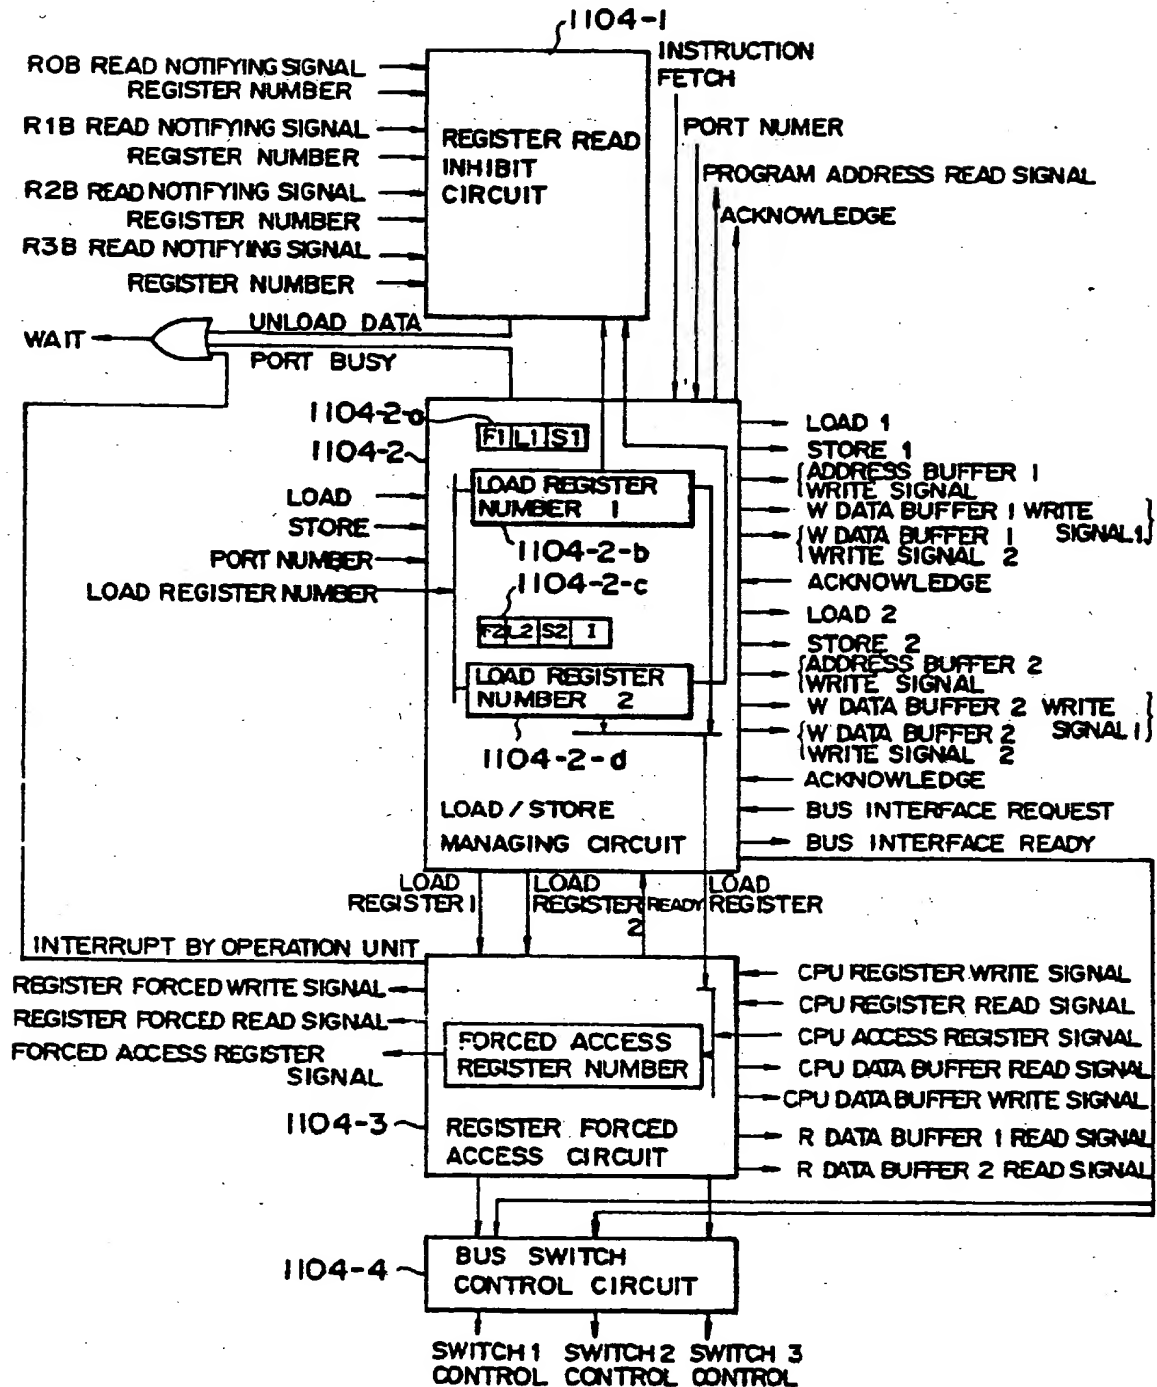 1104-1
INSTRUCTION
FETCH
R0B READ NOTIFYING SIGNAL
REGISTER NUMBER
R1B READ NOTIFYING SIGNAL
REGISTER NUMBER
R2B READ NOTIFYING SIGNAL
REGISTER NUMBER
R3B READ NOTIFYING SIGNAL
REGISTER NUMBER
REGISTER READ
INHIBIT
CIRCUIT
PORT NUMER
PROGRAM ADDRESS READ SIGNAL
ACKNOWLEDGE
UNLOAD DATA
WAIT
PORT BUSY
1104-2-a
F1 L1 S1
1104-2
LOAD
STORE
PORT NUMBER
LOAD REGISTER NUMBER
LOAD REGISTER
NUMBER 1
1104-2-b
1104-2-c
F2 L2 S2 I
LOAD REGISTER
NUMBER 2
1104-2-d
LOAD/STORE
MANAGING CIRCUIT
LOAD 1
STORE 1
{ADDRESS BUFFER 1
WRITE SIGNAL
W DATA BUFFER 1 WRITE }
SIGNAL 1
{W DATA BUFFER 1
WRITE SIGNAL 2
ACKNOWLEDGE
LOAD 2
STORE 2
{ADDRESS BUFFER 2
WRITE SIGNAL
W DATA BUFFER 2 WRITE }
SIGNAL 1
{W DATA BUFFER 2
WRITE SIGNAL 2
ACKNOWLEDGE
BUS INTERFACE REQUEST
BUS INTERFACE READY
LOAD
REGISTER 1
LOAD
REGISTER
2
READY
LOAD
REGISTER
INTERRUPT BY OPERATION UNIT
REGISTER FORCED WRITE SIGNAL
REGISTER FORCED READ SIGNAL
FORCED ACCESS REGISTER
SIGNAL
1104-3
FORCED ACCESS
REGISTER NUMBER
REGISTER FORCED
ACCESS CIRCUIT
CPU REGISTER WRITE SIGNAL
CPU REGISTER READ SIGNAL
CPU ACCESS REGISTER SIGNAL
CPU DATA BUFFER READ SIGNAL
CPU DATA BUFFER WRITE SIGNAL
R DATA BUFFER 1 READ SIGNAL
R DATA BUFFER 2 READ SIGNAL
1104-4
BUS SWITCH
CONTROL CIRCUIT
SWITCH 1
CONTROL
SWITCH 2
CONTROL
SWITCH 3
CONTROL